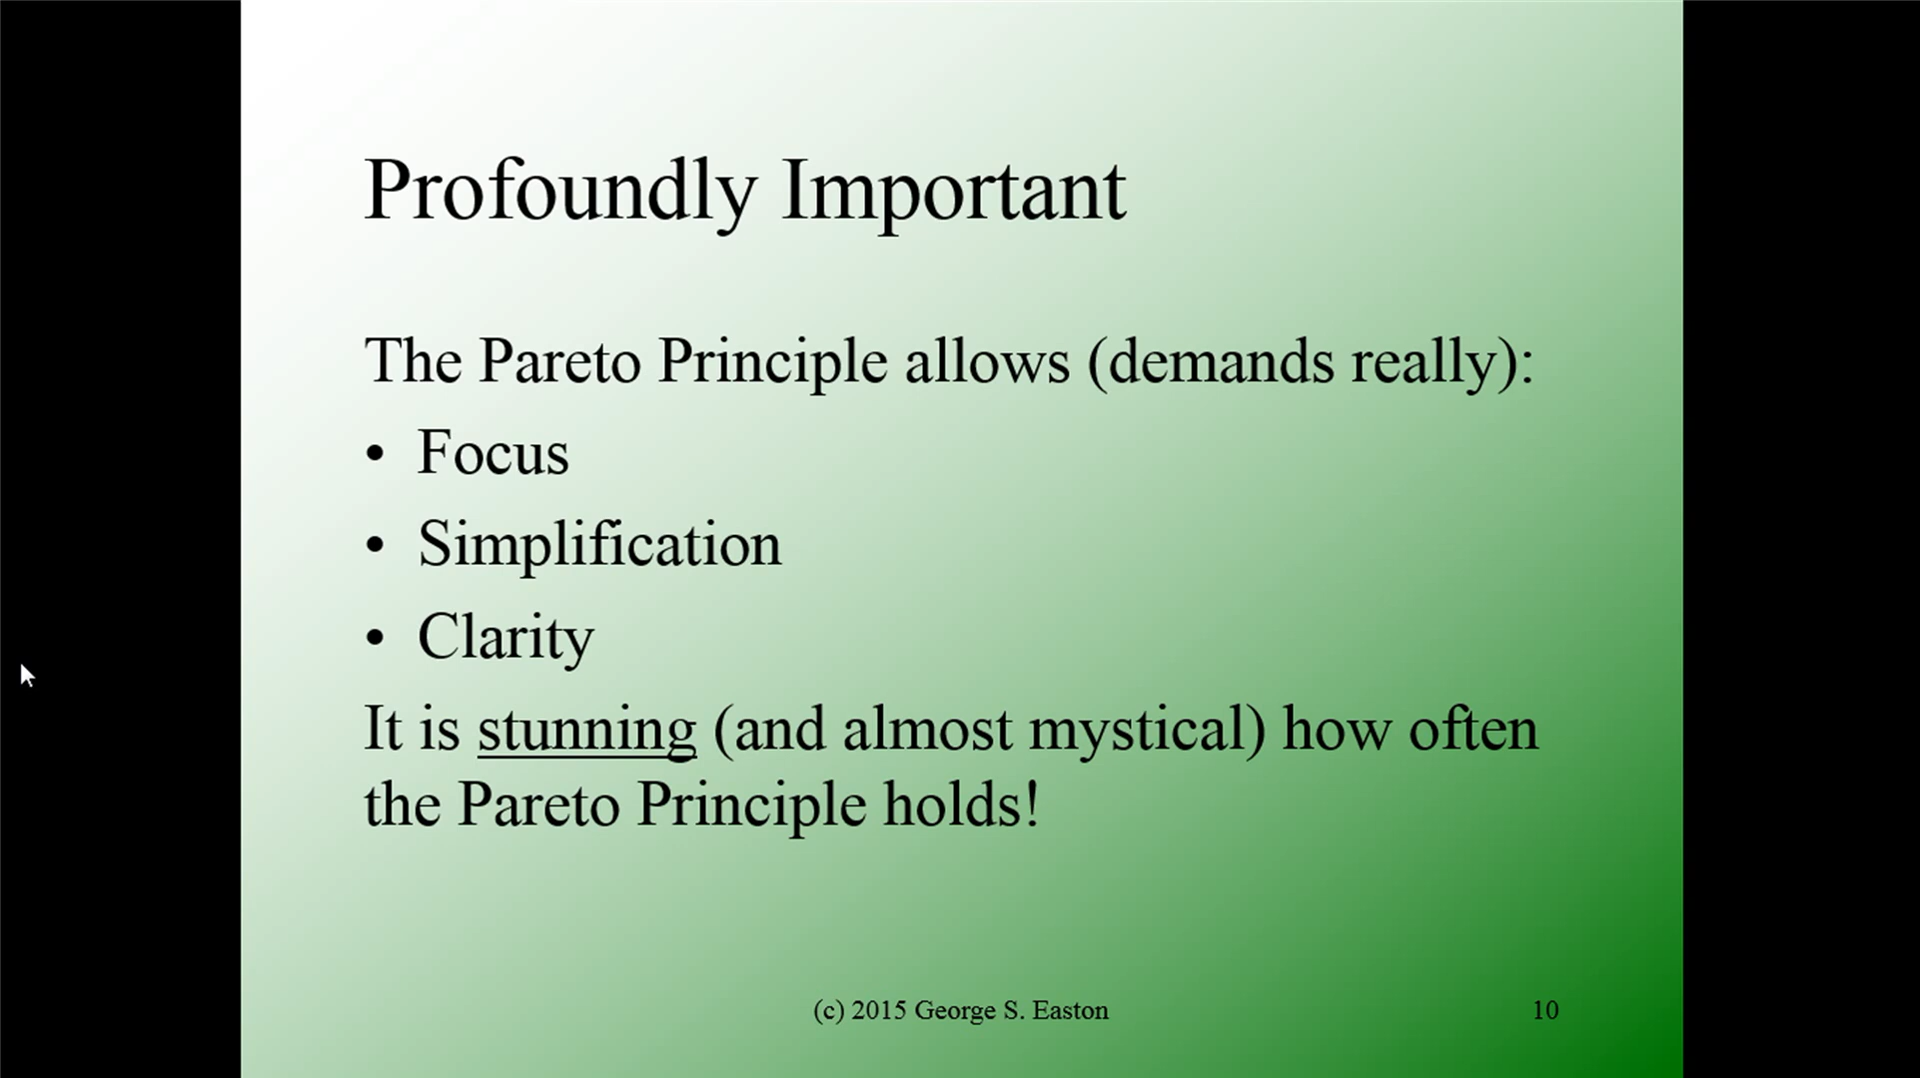 Profoundly Important
The Pareto Principle allows (demands really):
• Focus
• Simplification
• Clarity
It is stunning (and almost mystical) how often
the Pareto Principle holds!
(c) 2015 George S. Easton
10